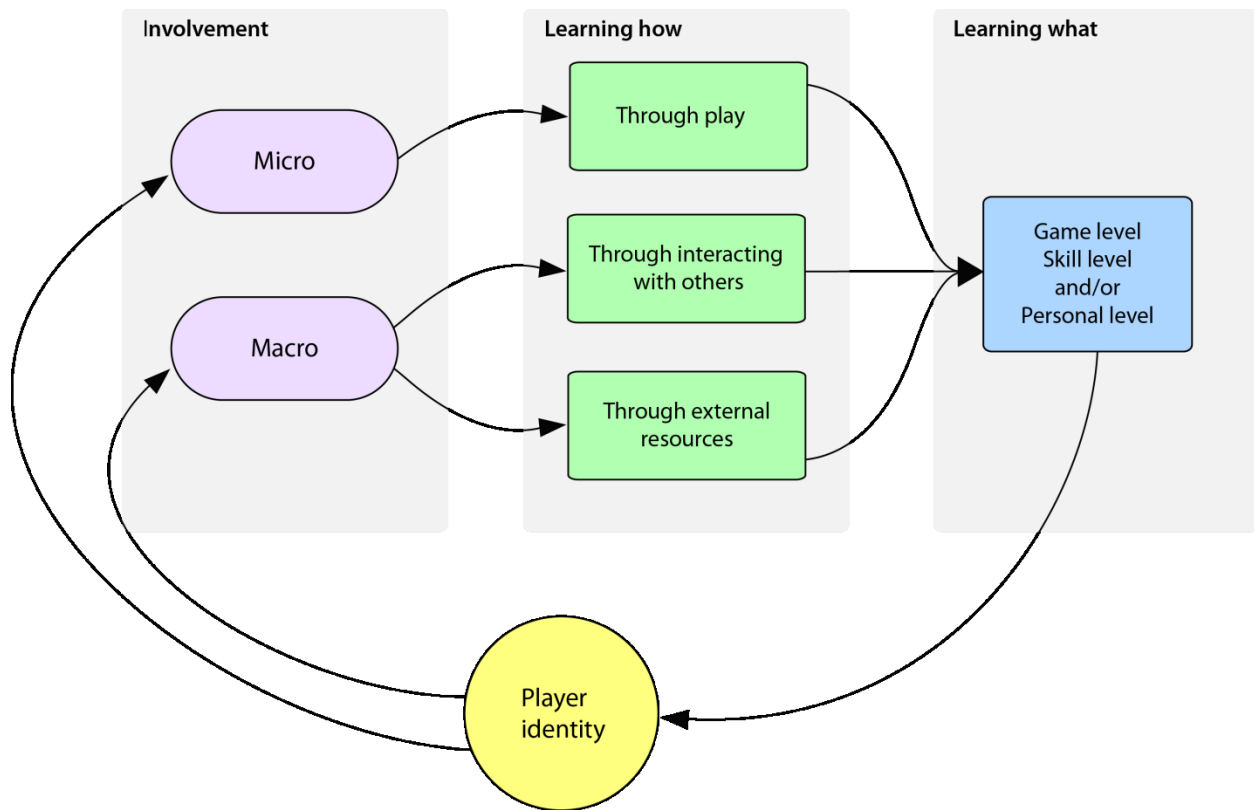 Involvement
Learning how
Learning what
Micro
Macro
Through play
Through interacting
with others
Through external
resources
Game level
Skill level
and/or
Personal level
Player
identity